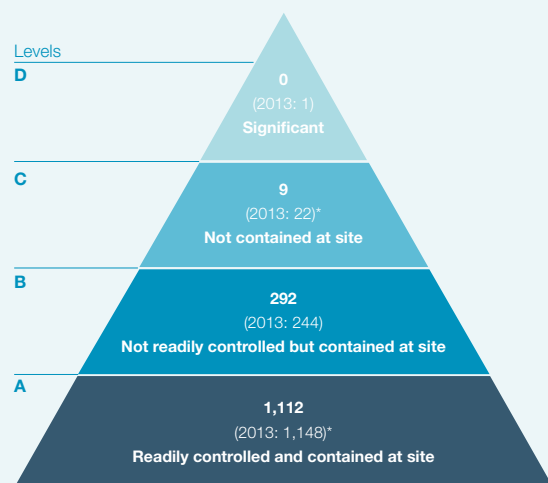 Levels
D
0
(2013: 1)
Significant
C
9
(2013: 22)*
Not contained at site
B
292
(2013: 244)
Not readily controlled but contained at site
A
1,112
(2013: 1,148)*
Readily controlled and contained at site